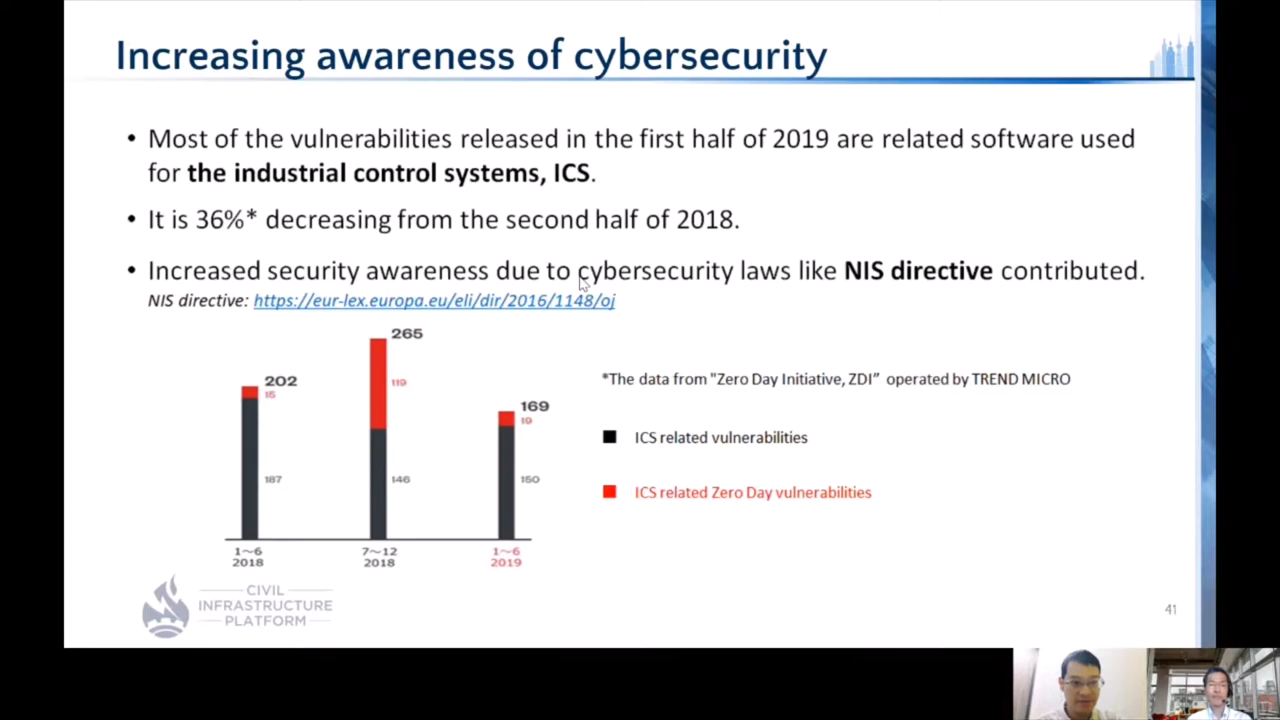 Increasing awareness of cybersecurity
• Most of the vulnerabilities released in the first half of 2019 are related software used
for the industrial control systems, ICS.
• It is 36%* decreasing from the second half of 2018.
• Increased security awareness due to cybersecurity laws like NIS directive contributed.
NIS directive: https://eur-lex.europa.eu/eli/dir/2016/1148/oj
265
202
119
15
*The data from "Zero Day Initiative, ZDI” operated by TREND MICRO
169
19
ICS related vulnerabilities
187
146
150
ICS related Zero Day vulnerabilities
1~6
2018
7~12
2018
1~6
2019
CIVIL
INFRASTRUCTURE
PLATFORM
41